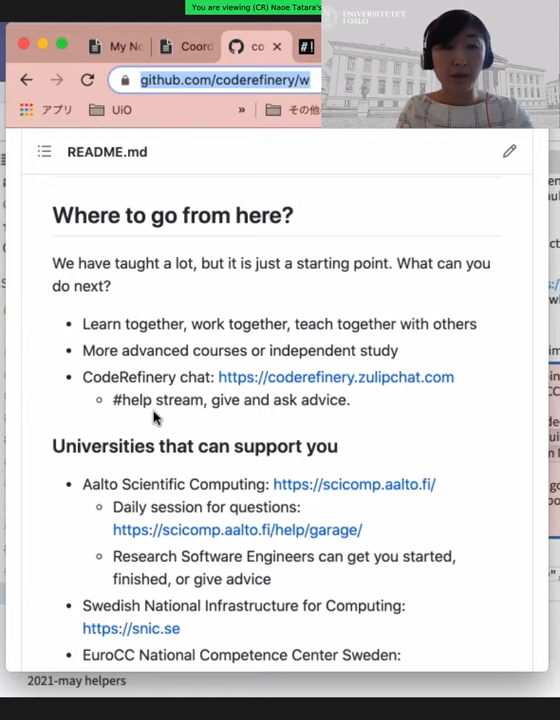 You are viewing (CR) Naoe Tatara's
UNIVERSITETET
I OSLO
My No
Coord
co
github.com/coderefinery/w
アプリ
UiO
»
その他
README.md
Where to go from here?
We have taught a lot, but it is just a starting point. What can you
do next?
Learn together, work together, teach together with others
More advanced courses or independent study
CodeRefinery chat: https://coderefinery.zulipchat.com
#help stream, give and ask advice.
Universities that can support you
Aalto Scientific Computing: https://scicomp.aalto.fi/
Daily session for questions:
https://scicomp.aalto.fi/help/garage/
Research Software Engineers can get you started,
finished, or give advice
Swedish National Infrastructure for Computing:
https://snic.se
EuroCC National Competence Center Sweden:
2021-may helpers